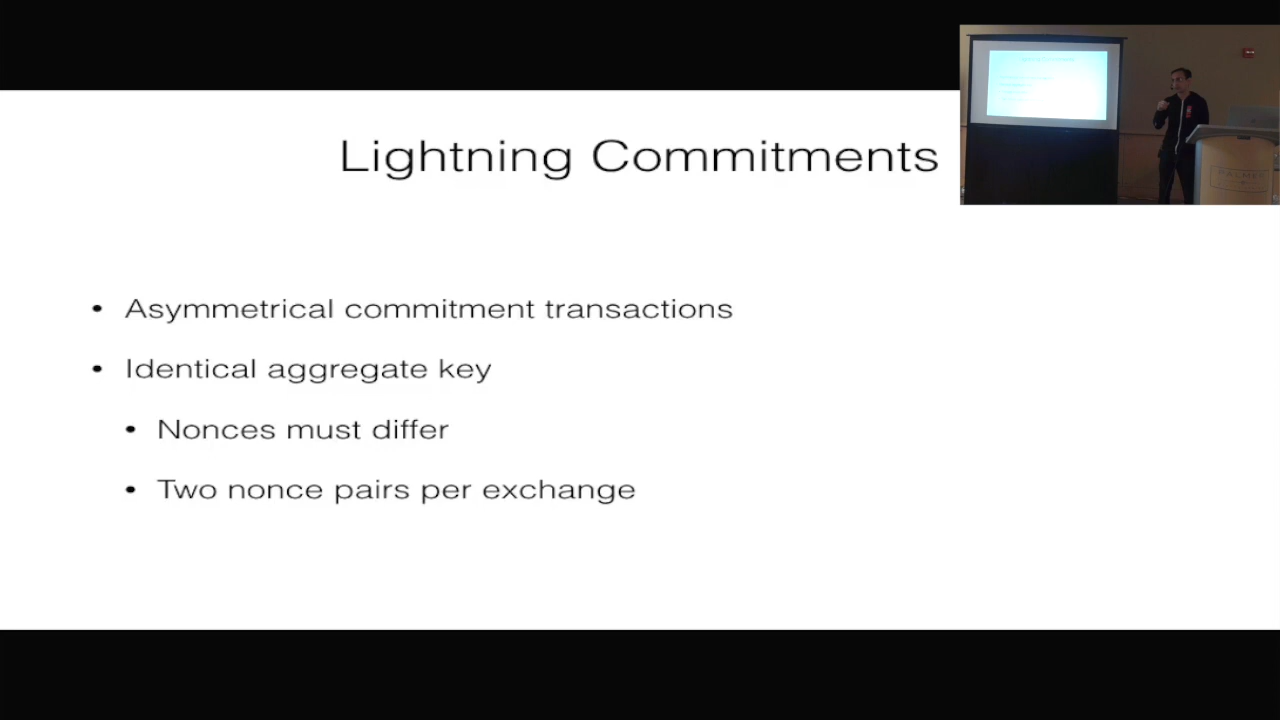 Lightning Commitments
• Asymmetrical commitment transactions
• Identical aggregate key
• Nonces must differ
• Two nonce pairs per exchange